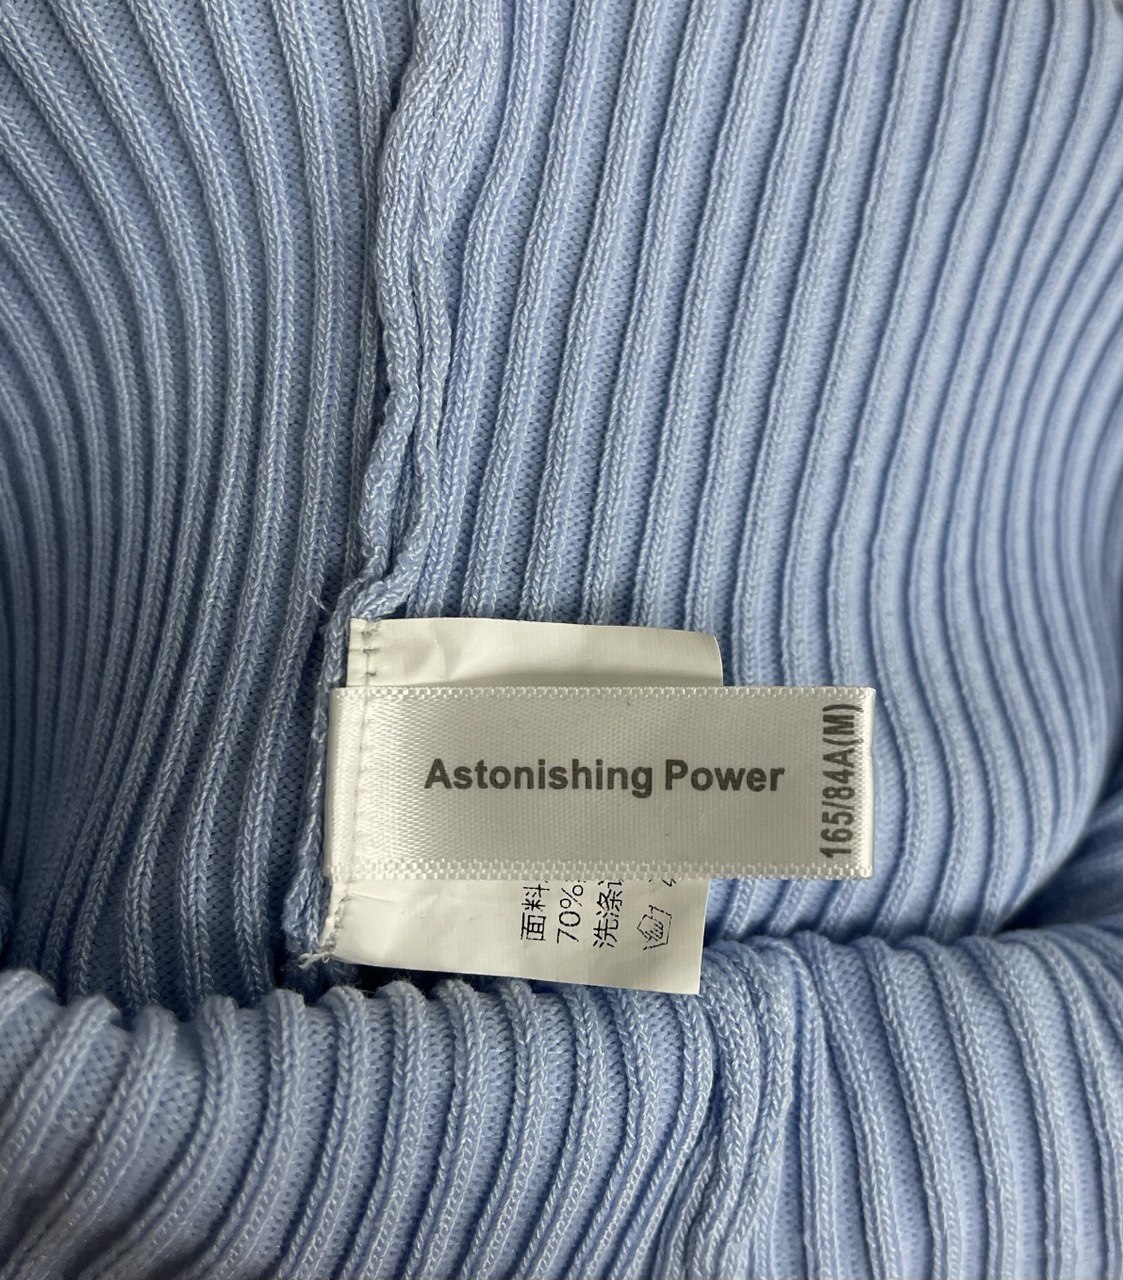 Astonishing Power
165/84A(M)
面料
70%
洗涤